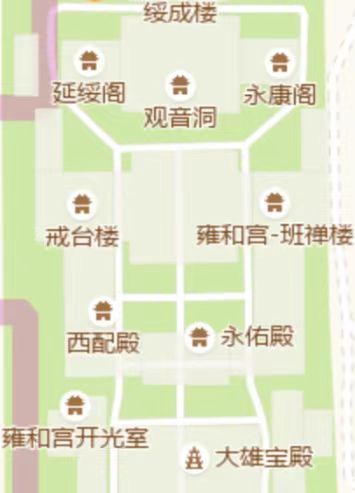 绥成楼
延绥阁
观音洞
永康阁
戒台楼
雍和宫-班禅楼
西配殿
永佑殿
雍和宫开光室
大雄宝殿